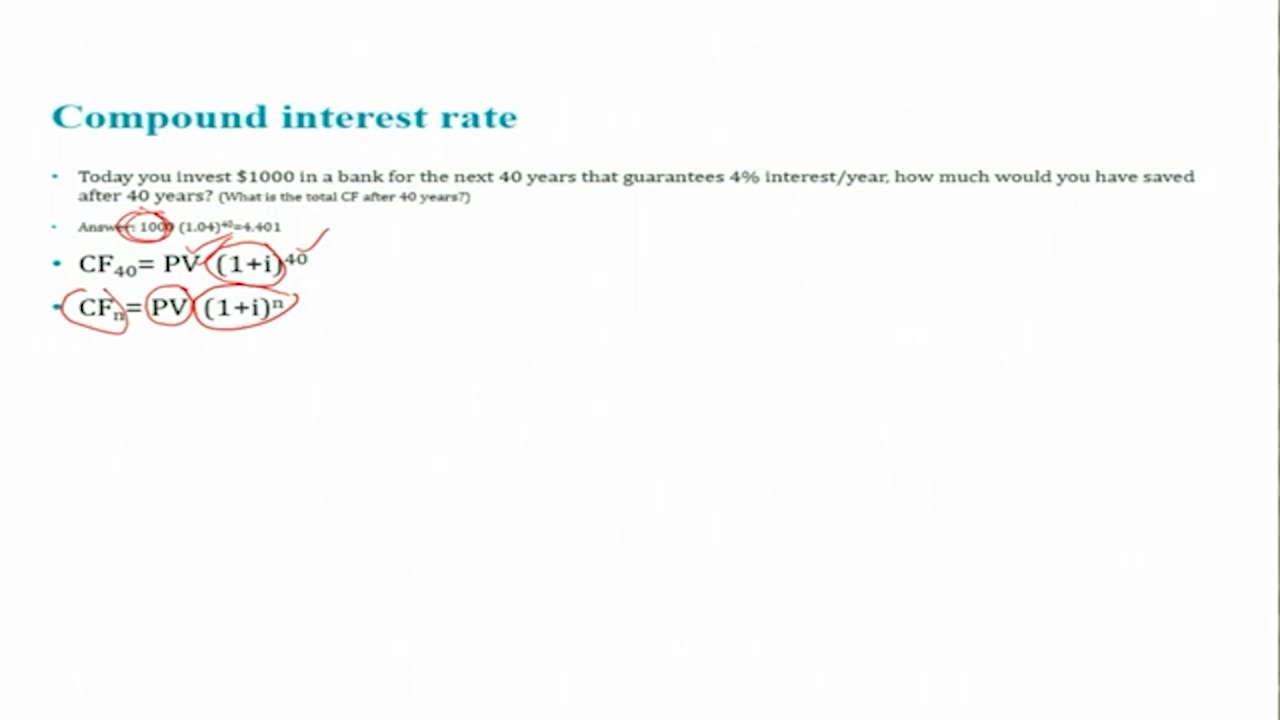 Compound interest rate
• Today you invest $1000 in a bank for the next 40 years that guarantees 4% interest/year, how much would you have saved
after 40 years? (What is the total CF after 40 years?)
• Answer: 1000 (1.04)⁴⁰=4.401
• CF₄₀= PV (1+i)⁴⁰
• CFₙ= PV (1+i)ⁿ